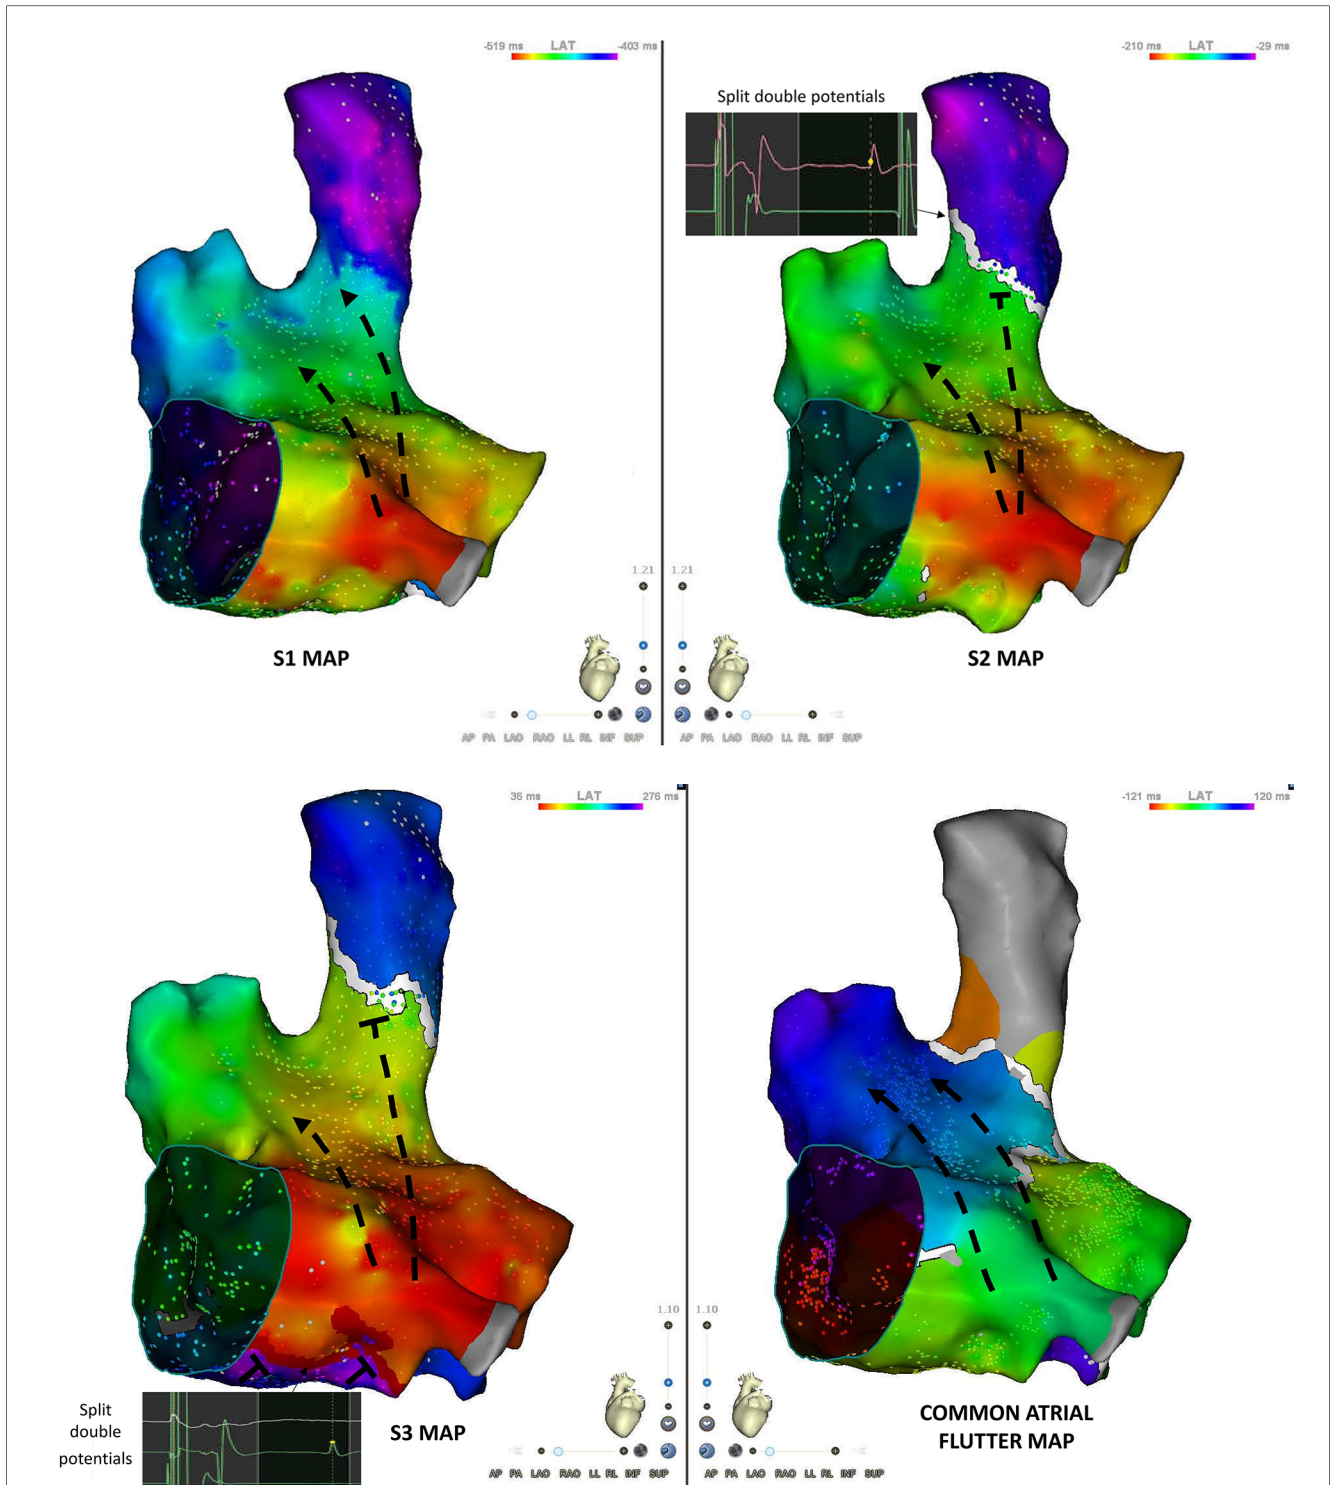 -519 ms LAT -403 ms
-210 ms LAT -29 ms
Split double potentials
1.21
1.21
S1 MAP
S2 MAP
AP PA LAO RAO LL RL INF SUP
AP PA LAO RAO LL RL INF SUP
36 ms LAT 276 ms
-121 ms LAT 120 ms
1.10
1.10
Split
double
potentials
S3 MAP
COMMON ATRIAL
FLUTTER MAP
AP PA LAO RAO LL RL INF SUP
AP PA LAO RAO LL RL INF SUP